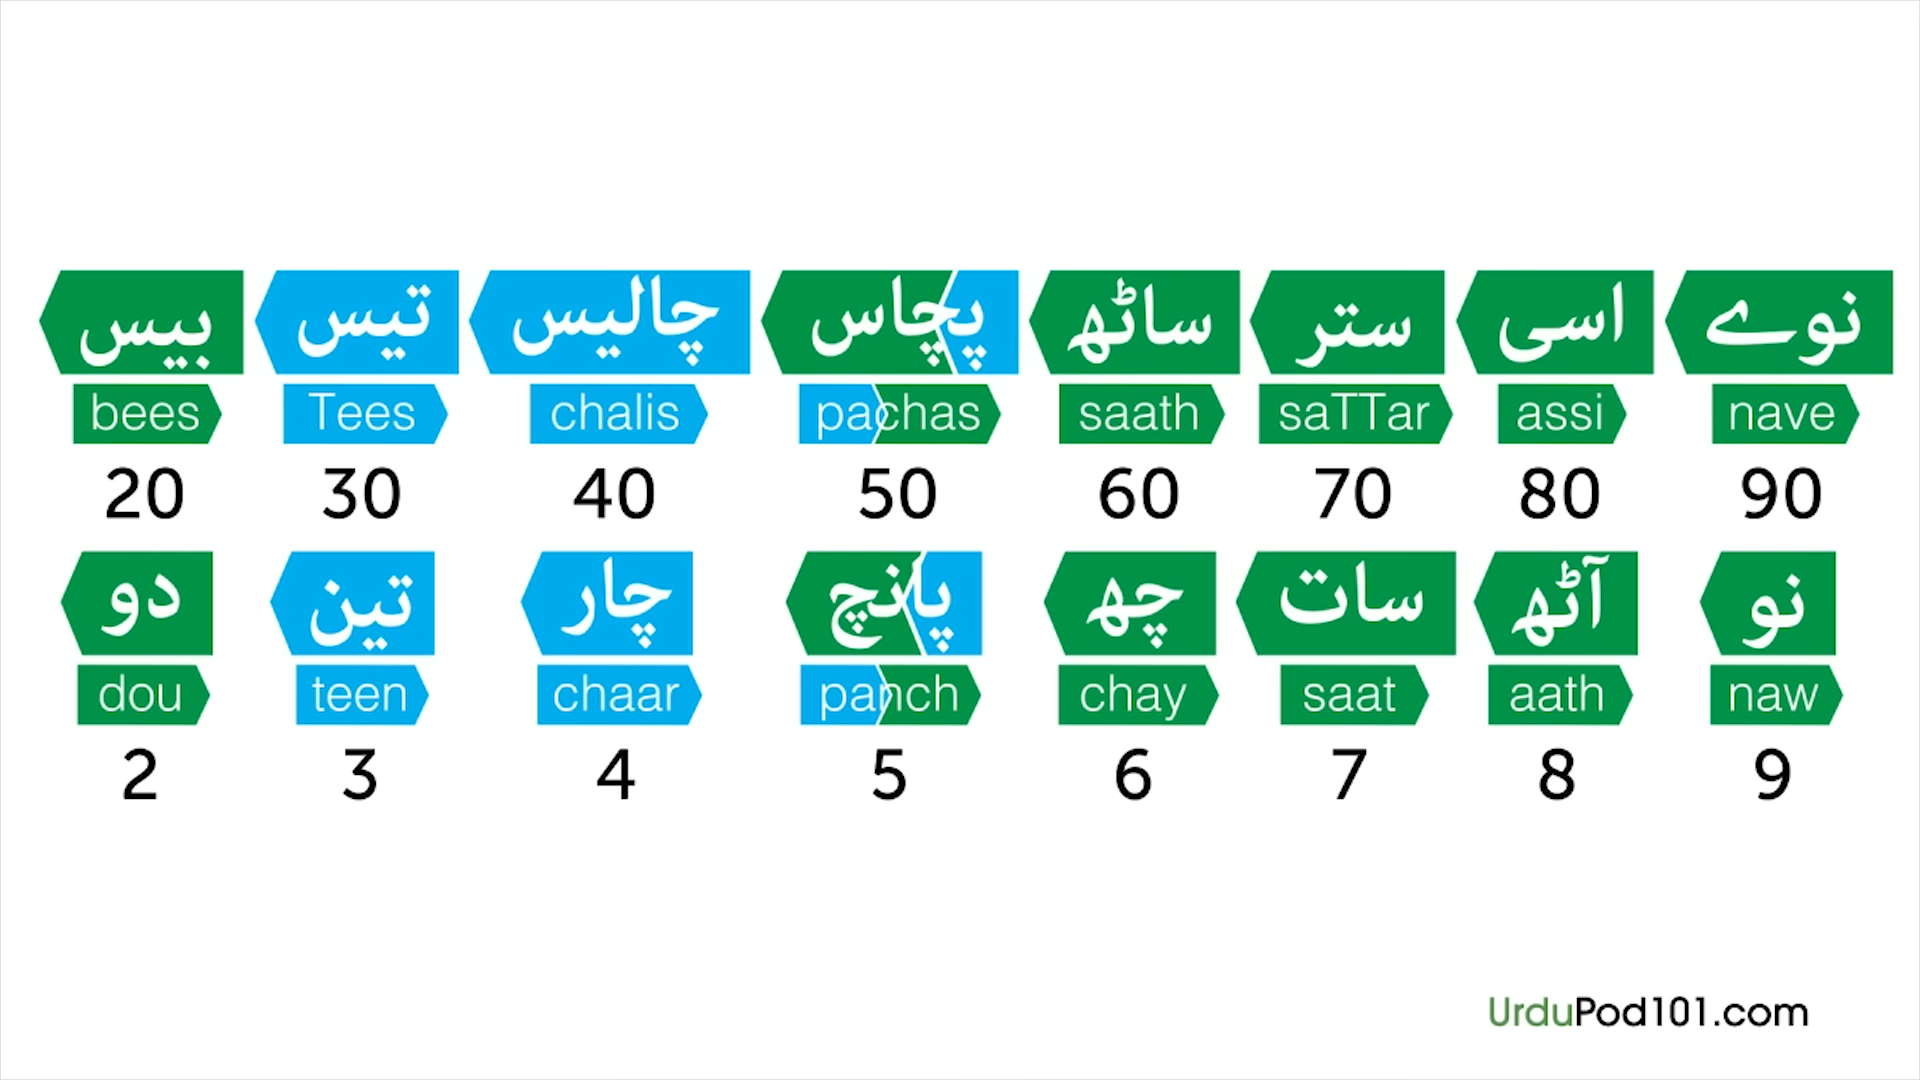 بیس تیس چالیس پچاس ساٹھ ستر اسی نوے
bees Tees chalis pachas saath saTTar assi nave
20 30 40 50 60 70 80 90
دو تین چار پانچ چھ سات آٹھ نو
dou teen chaar panch chay saat aath naw
2 3 4 5 6 7 8 9
UrduPod101.com